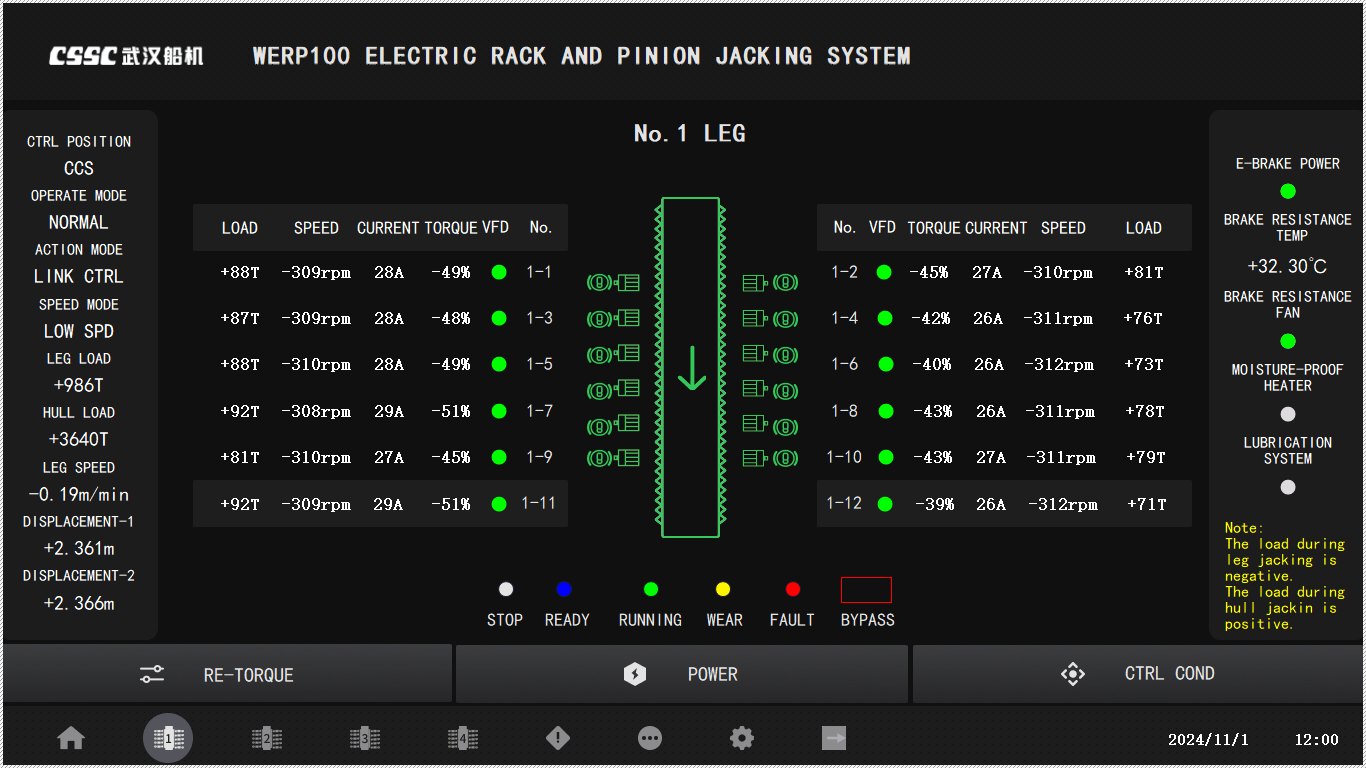 CSSC 武汉船机
WERP100 ELECTRIC RACK AND PINION JACKING SYSTEM
CTRL POSITION
CCS
OPERATE MODE
NORMAL
ACTION MODE
LINK CTRL
SPEED MODE
LOW SPD
LEG LOAD
+986T
HULL LOAD
+3640T
LEG SPEED
-0.19m/min
DISPLACEMENT-1
+2.361m
DISPLACEMENT-2
+2.366m
No.1 LEG
LOAD SPEED CURRENT TORQUE VFD No.
+88T -309rpm 28A -49% 1-1
+87T -309rpm 28A -48% 1-3
+88T -310rpm 28A -49% 1-5
+92T -308rpm 29A -51% 1-7
+81T -310rpm 27A -45% 1-9
+92T -309rpm 29A -51% 1-11
No. VFD TORQUE CURRENT SPEED LOAD
1-2 -45% 27A -310rpm +81T
1-4 -42% 26A -311rpm +76T
1-6 -40% 26A -312rpm +73T
1-8 -43% 26A -311rpm +78T
1-10 -43% 27A -311rpm +79T
1-12 -39% 26A -312rpm +71T
STOP READY RUNNING WEAR FAULT BYPASS
E-BRAKE POWER
BRAKE RESISTANCE
TEMP
+32.30℃
BRAKE RESISTANCE
FAN
MOISTURE-PROOF
HEATER
LUBRICATION
SYSTEM
Note:
The load during
leg jacking is
negative.
The load during
hull jackin is
positive.
RE-TORQUE
POWER
CTRL COND
1 2 3 4
2024/11/1 12:00